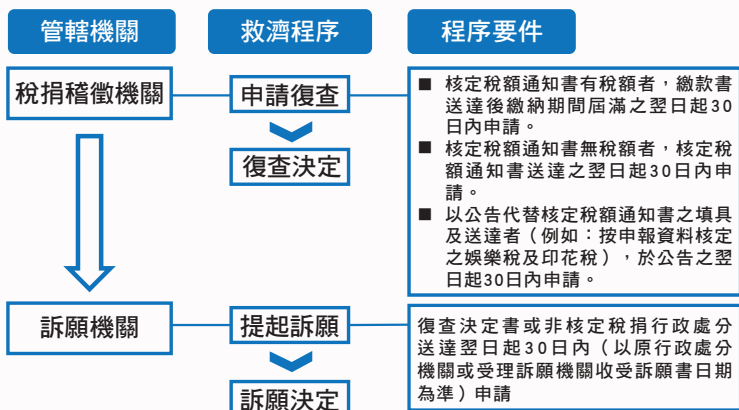 管轄機關
救濟程序
程序要件
稅捐稽徵機關
申請復查
復查決定
■ 核定稅額通知書有稅額者，繳款書
送達後繳納期間屆滿之翌日起30
日內申請。
■ 核定稅額通知書無稅額者，核定稅
額通知書送達之翌日起30日內申
請。
■ 以公告代替核定稅額通知書之填具
及送達者（例如：按申報資料核定
之娛樂稅及印花稅），於公告之翌
日起30日內申請。
訴願機關
提起訴願
訴願決定
復查決定書或非核定稅捐行政處分
送達翌日起30日內（以原行政處分
機關或受理訴願機關收受訴願書日期
為準）申請